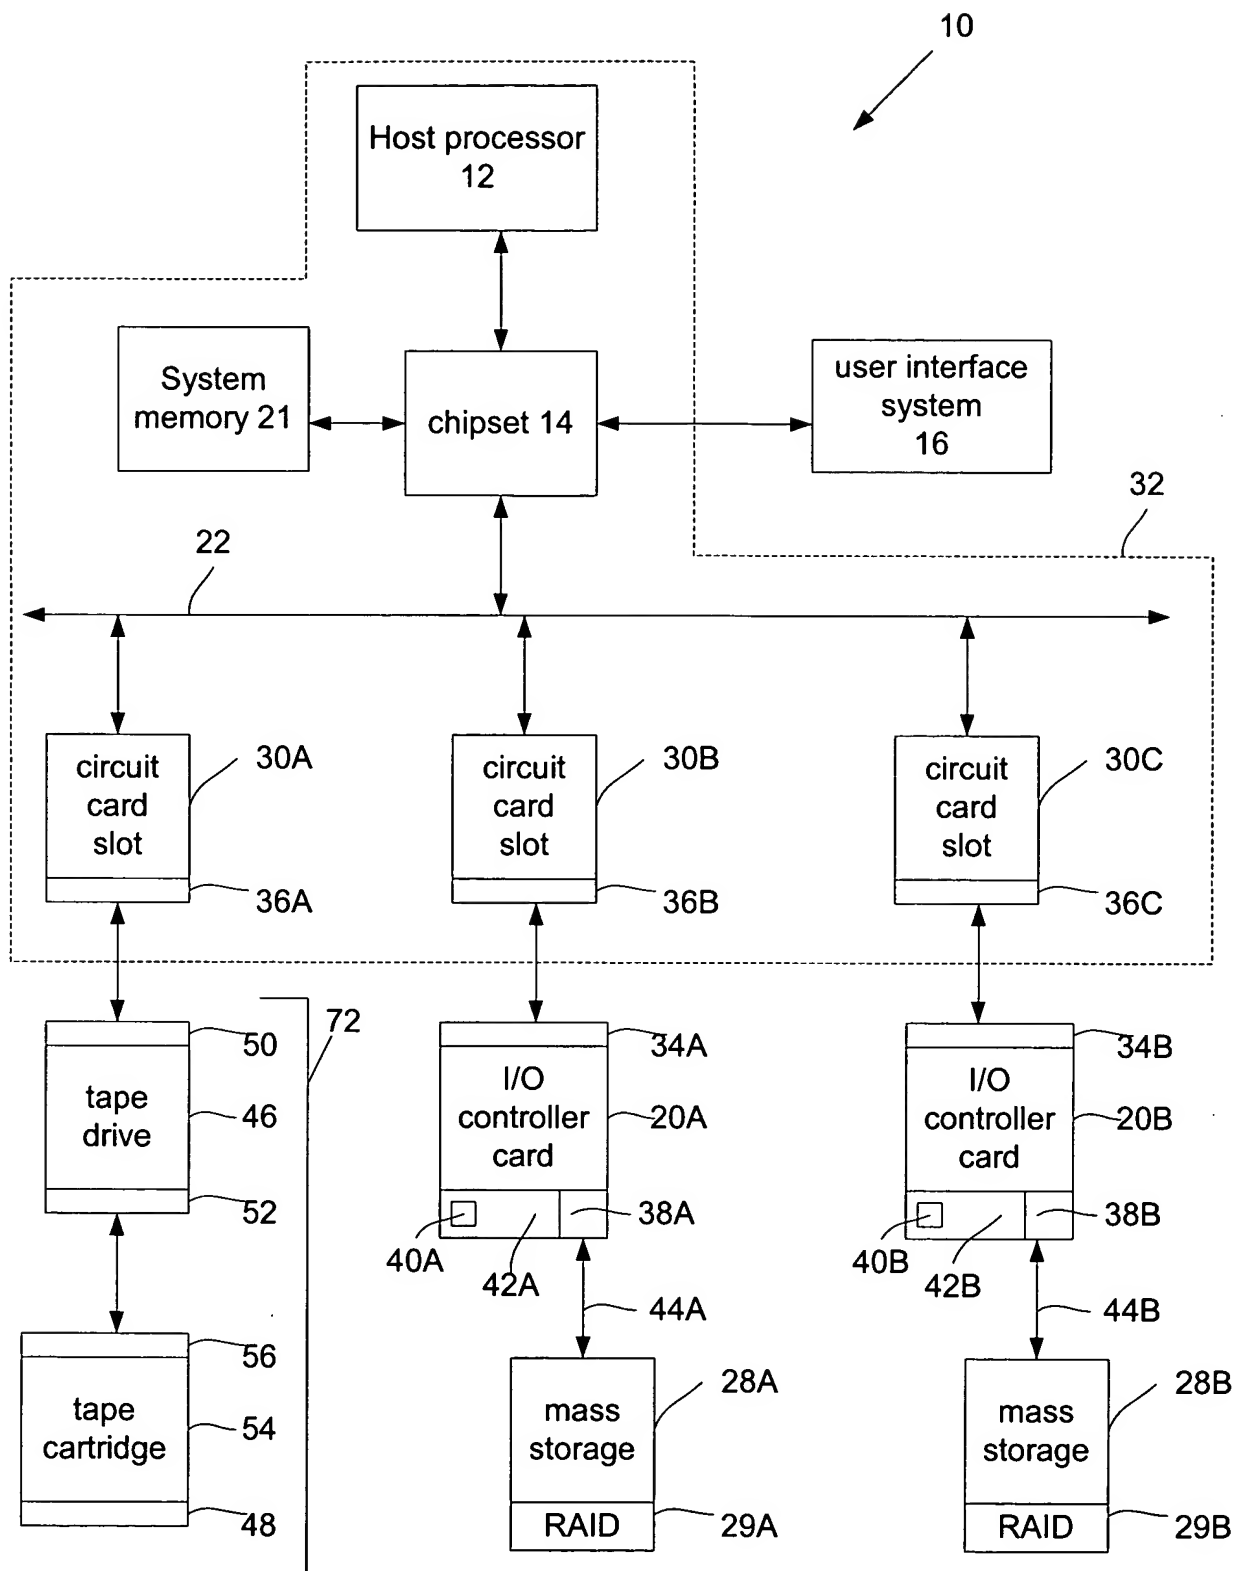 10
Host processor
12
System
memory 21
chipset 14
user interface
system
16
32
22
circuit
card
slot
30A
36A
circuit
card
slot
30B
36B
circuit
card
slot
30C
36C
72
50
tape
drive
46
52
34A
I/O
controller
card
20A
38A
40A
42A
44A
34B
I/O
controller
card
20B
38B
40B
42B
44B
56
tape
cartridge
54
48
mass
storage
28A
RAID
29A
mass
storage
28B
RAID
29B